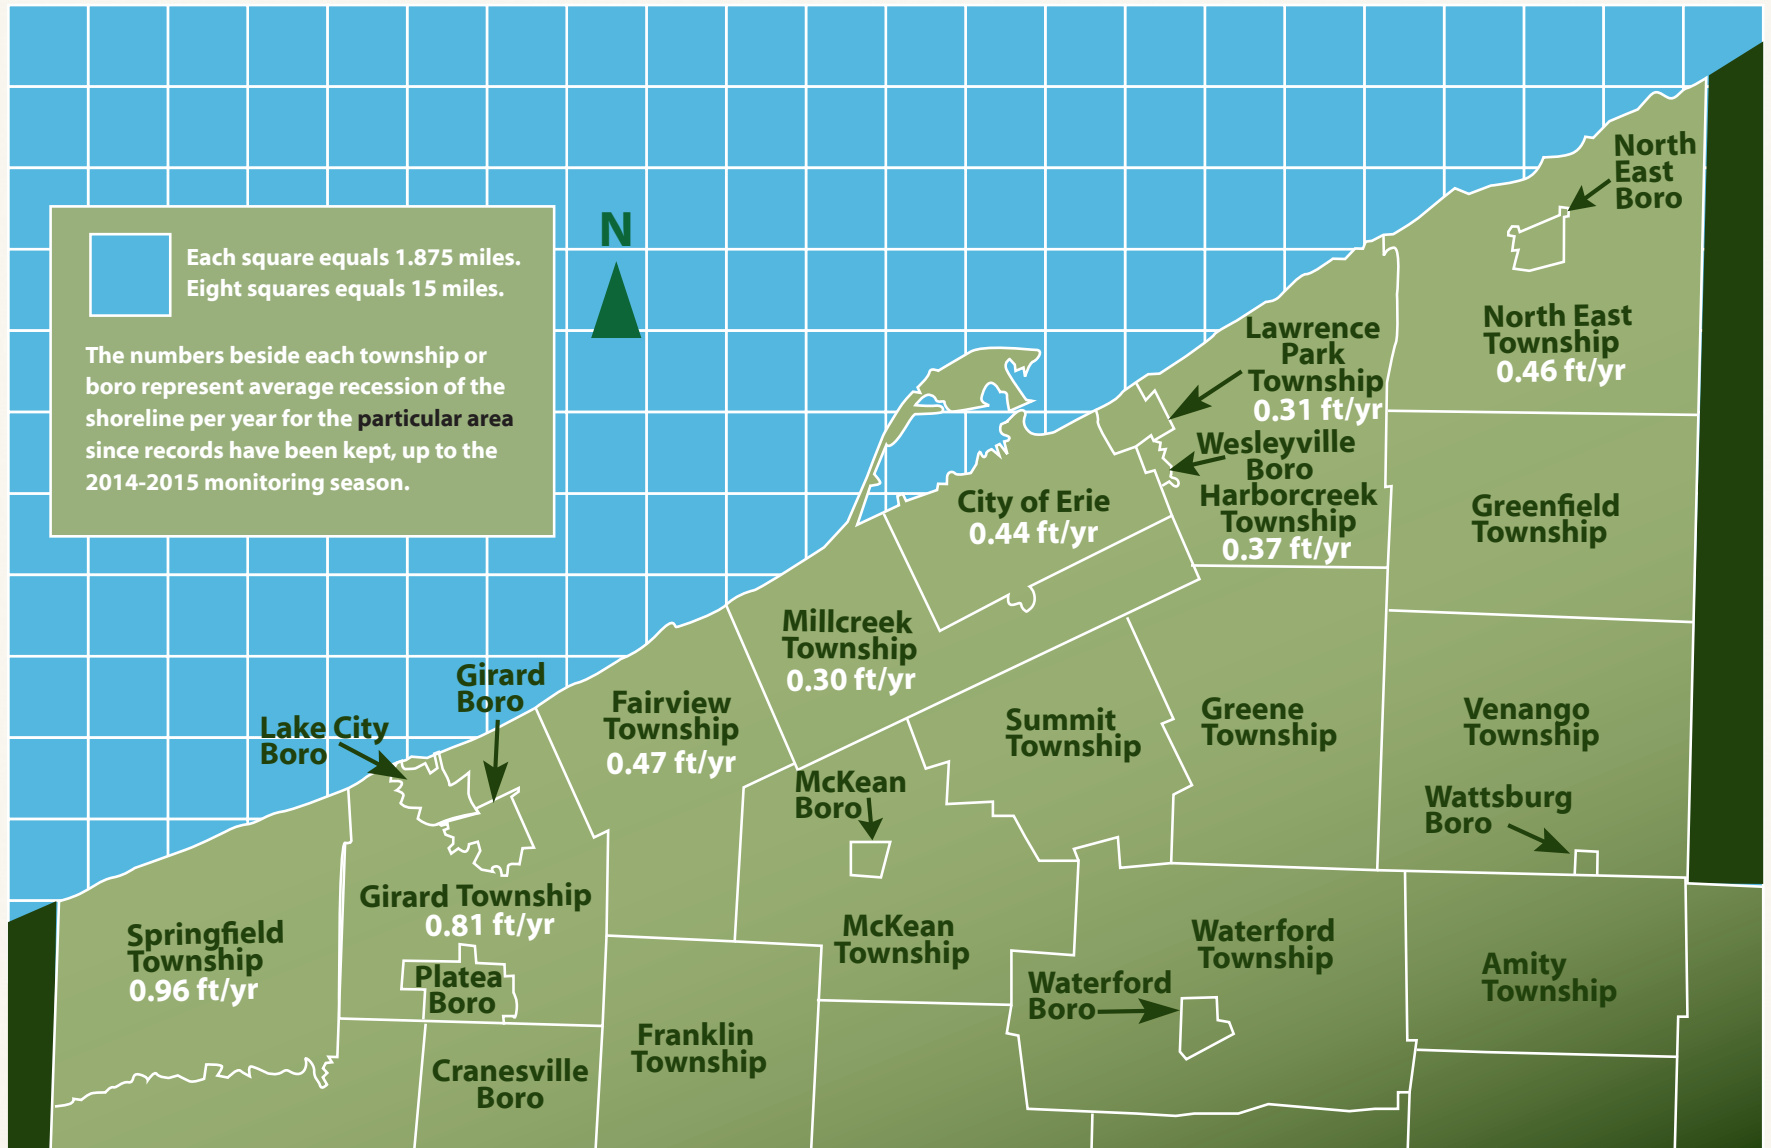 North
East
Boro
N
Each square equals 1.875 miles.
Eight squares equals 15 miles.
The numbers beside each township or
boro represent average recession of the
shoreline per year for the particular area
since records have been kept, up to the
2014-2015 monitoring season.
North East
Township
0.46 ft/yr
Lawrence
Park
Township
0.31 ft/yr
Wesleyville
Boro
Harborcreek
Township
0.37 ft/yr
City of Erie
0.44 ft/yr
Greenfield
Township
Millcreek
Township
0.30 ft/yr
Girard
Boro
Lake City
Boro
Fairview
Township
0.47 ft/yr
Summit
Township
Greene
Township
Venango
Township
McKean
Boro
Wattsburg
Boro
Girard Township
0.81 ft/yr
Springfield
Township
0.96 ft/yr
Platea
Boro
McKean
Township
Waterford
Township
Waterford
Boro
Amity
Township
Franklin
Township
Cranesville
Boro